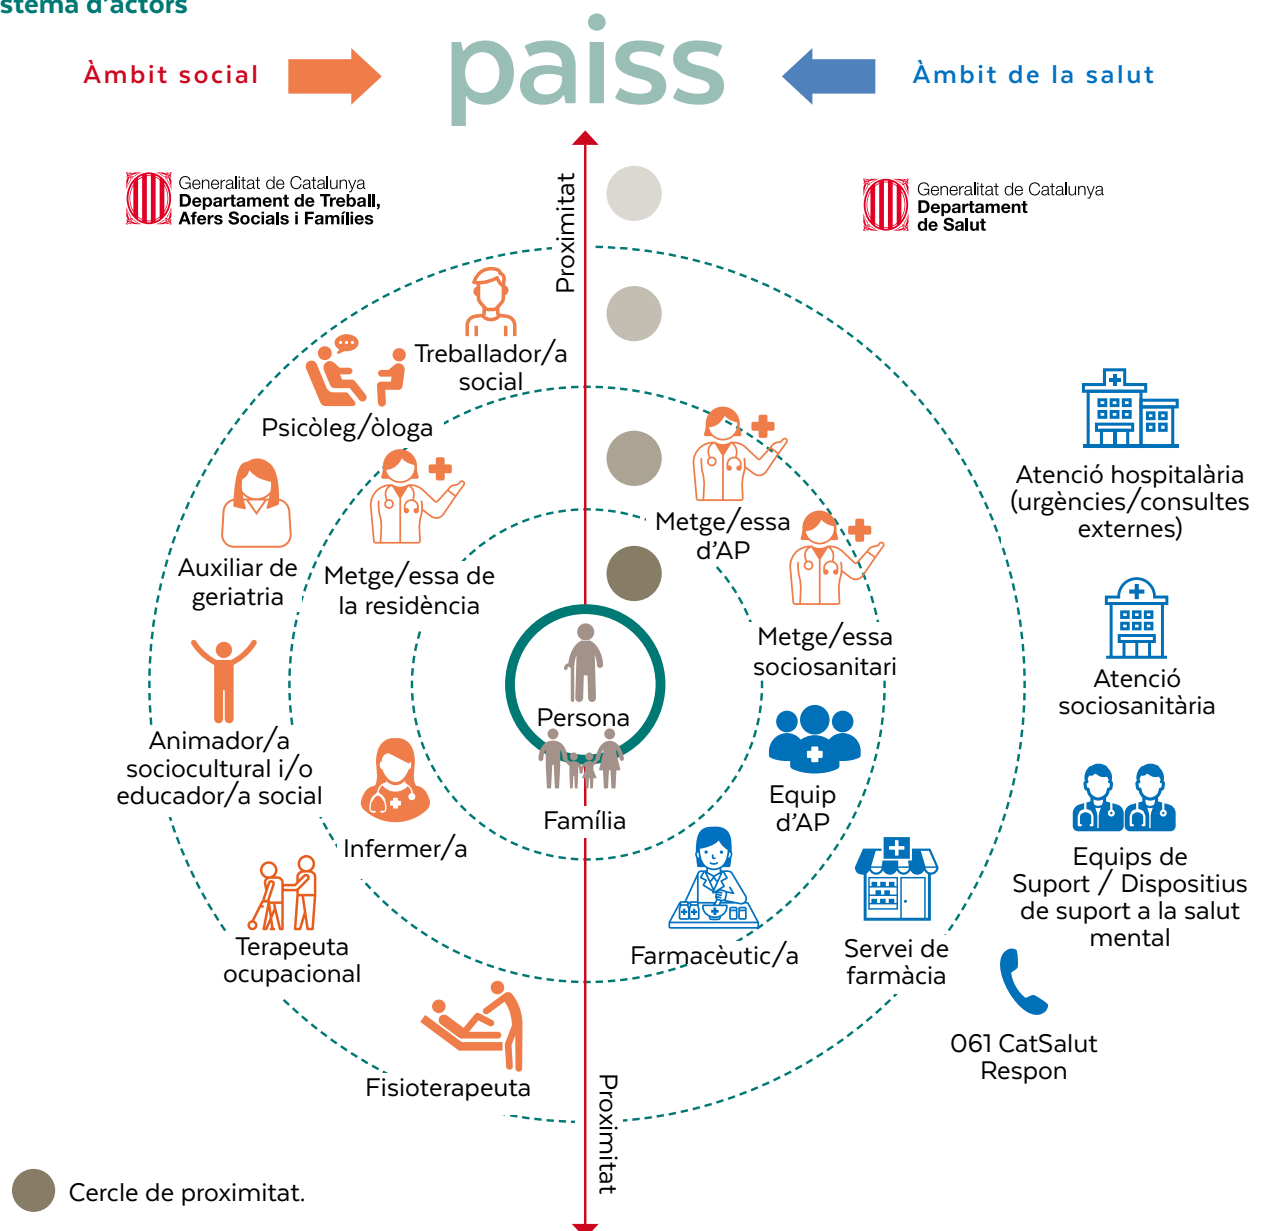 stema d'actors
paiss
Àmbit social
Àmbit de la salut
Generalitat de Catalunya
Departament de Treball,
Afers Socials i Famílies
Generalitat de Catalunya
Departament
de Salut
Proximitat
Treballador/a
social
Psicòleg/òloga
Auxiliar de
geriatria
Metge/essa de
la residència
Metge/essa
d'AP
Metge/essa
sociosanitari
Atenció hospitalària
(urgències/consultes
externes)
Atenció
sociosanitària
Persona
Família
Animador/a
sociocultural i/o
educador/a social
Infermer/a
Equip
d'AP
Equips de
Suport / Dispositius
de suport a la salut
mental
Terapeuta
ocupacional
Farmacèutic/a
Servei de
farmàcia
061 CatSalut
Respon
Fisioterapeuta
Proximitat
Cercle de proximitat.